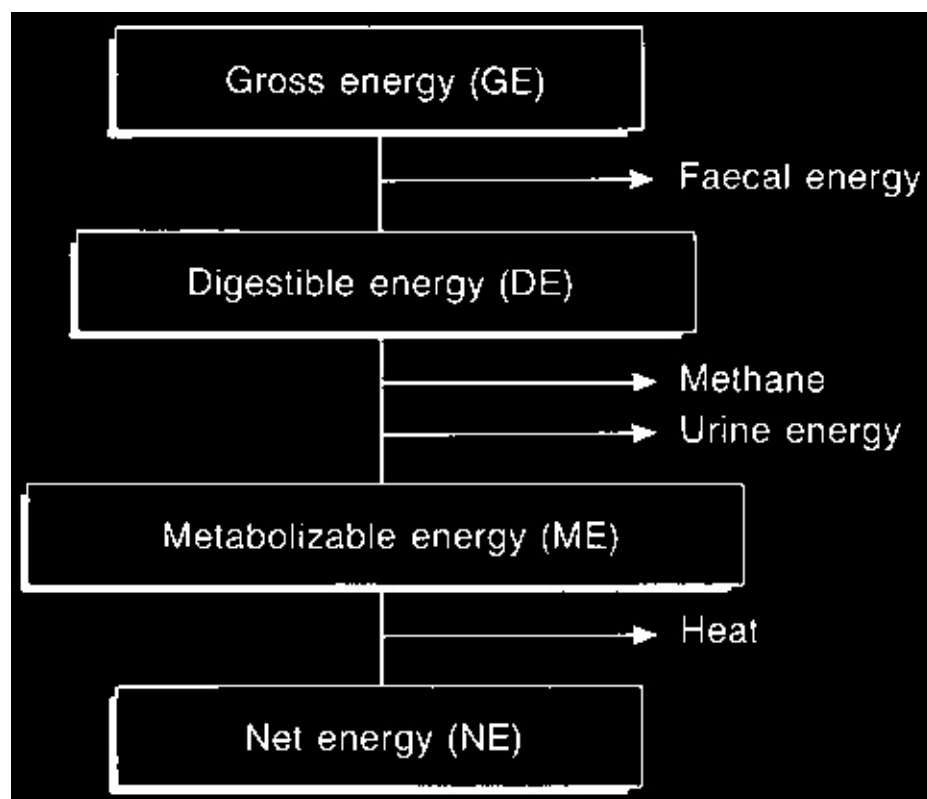 Gross energy (GE)
Faecal energy
Digestible energy (DE)
Methane
Urine energy
Metabolizable energy (ME)
Heat
Net energy (NE)